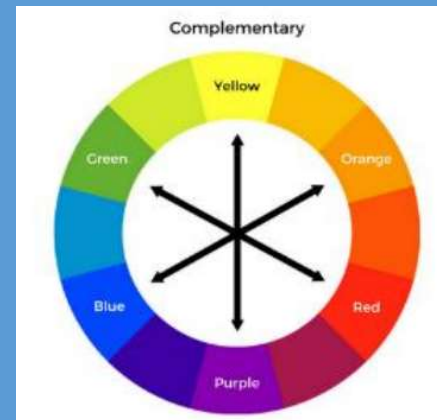 Complementary
Yellow
Green
Orange
Blue
Red
Purple